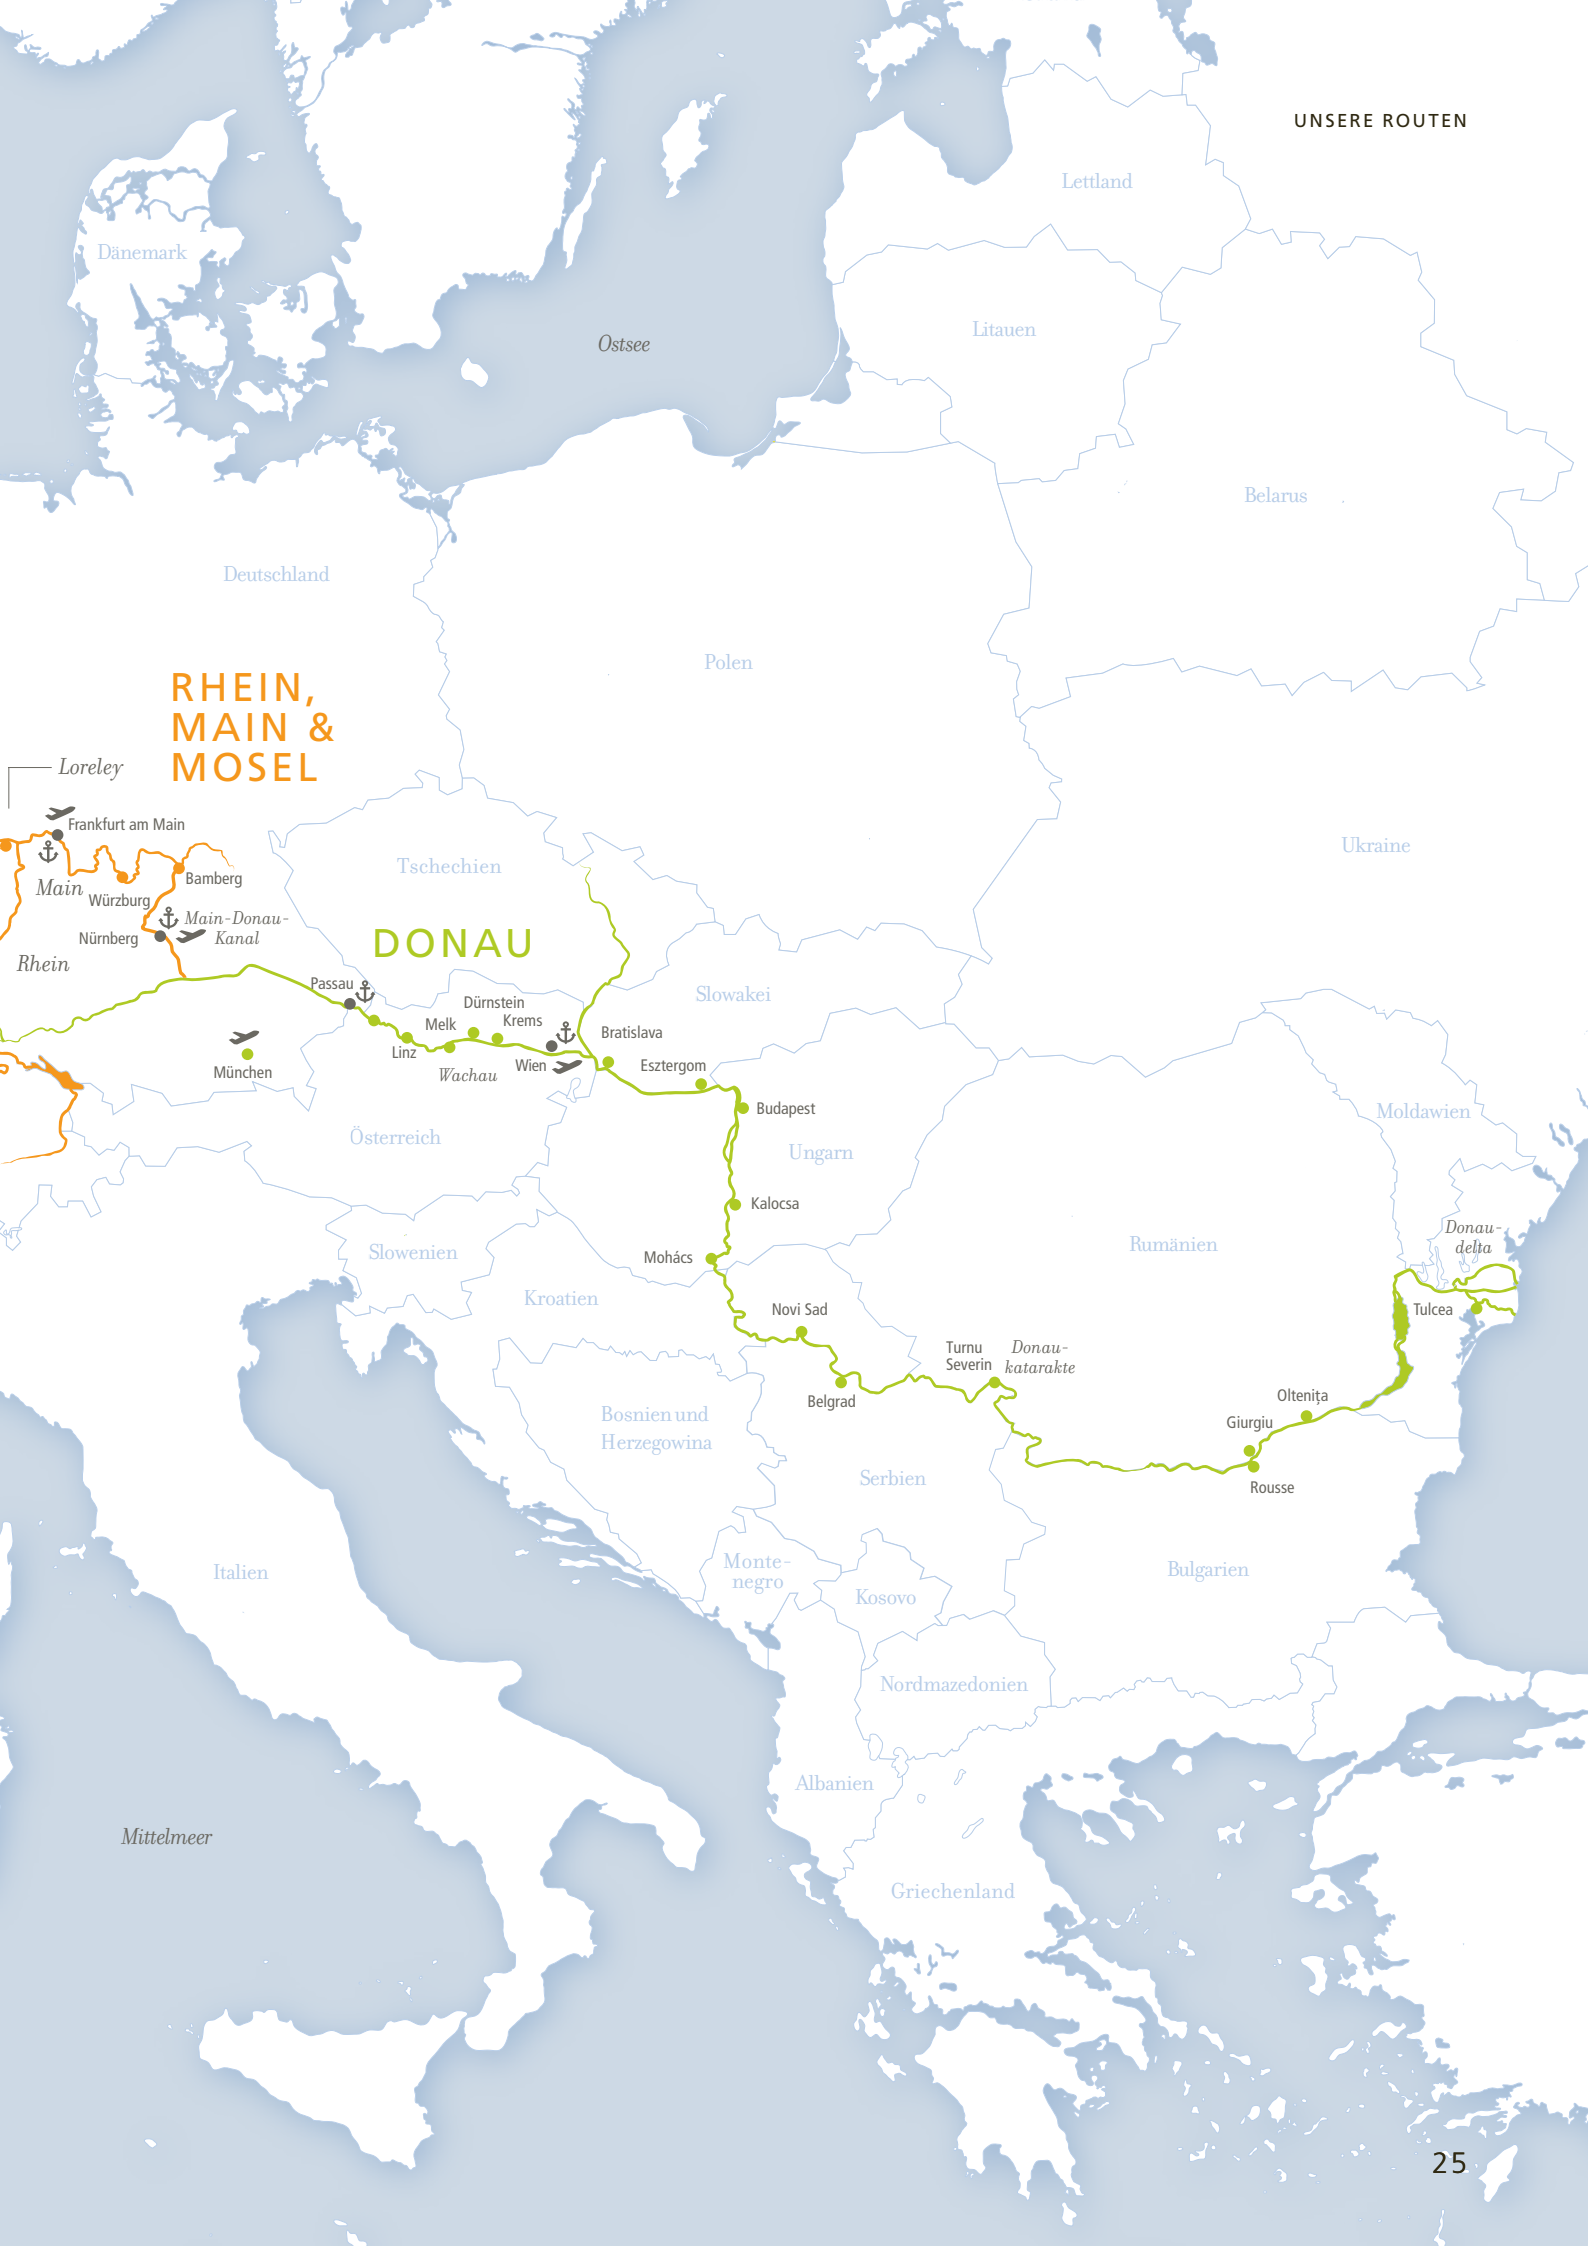 UNSERE ROUTEN
Lettland
Dänemark
Litauen
Ostsee
Belarus
Deutschland
Polen
RHEIN,
MAIN &
MOSEL
Loreley
Frankfurt am Main
Ukraine
Tschechien
Bamberg
Main
Würzburg
Main-Donau-
Kanal
Nürnberg
DONAU
Rhein
Passau
Slowakei
Dürnstein
Krems
Melk
Bratislava
Linz
Wien
Esztergom
München
Wachau
Budapest
Moldawien
Österreich
Ungarn
Kalocsa
Donau-
delta
Rumänien
Slowenien
Mohács
Kroatien
Novi Sad
Tulcea
Turnu
Severin
Donau-
katarakte
Belgrad
Oltenița
Bosnien und
Herzegowina
Giurgiu
Serbien
Rousse
Italien
Monte-
negro
Bulgarien
Kosovo
Nordmazedonien
Albanien
Mittelmeer
Griechenland
25